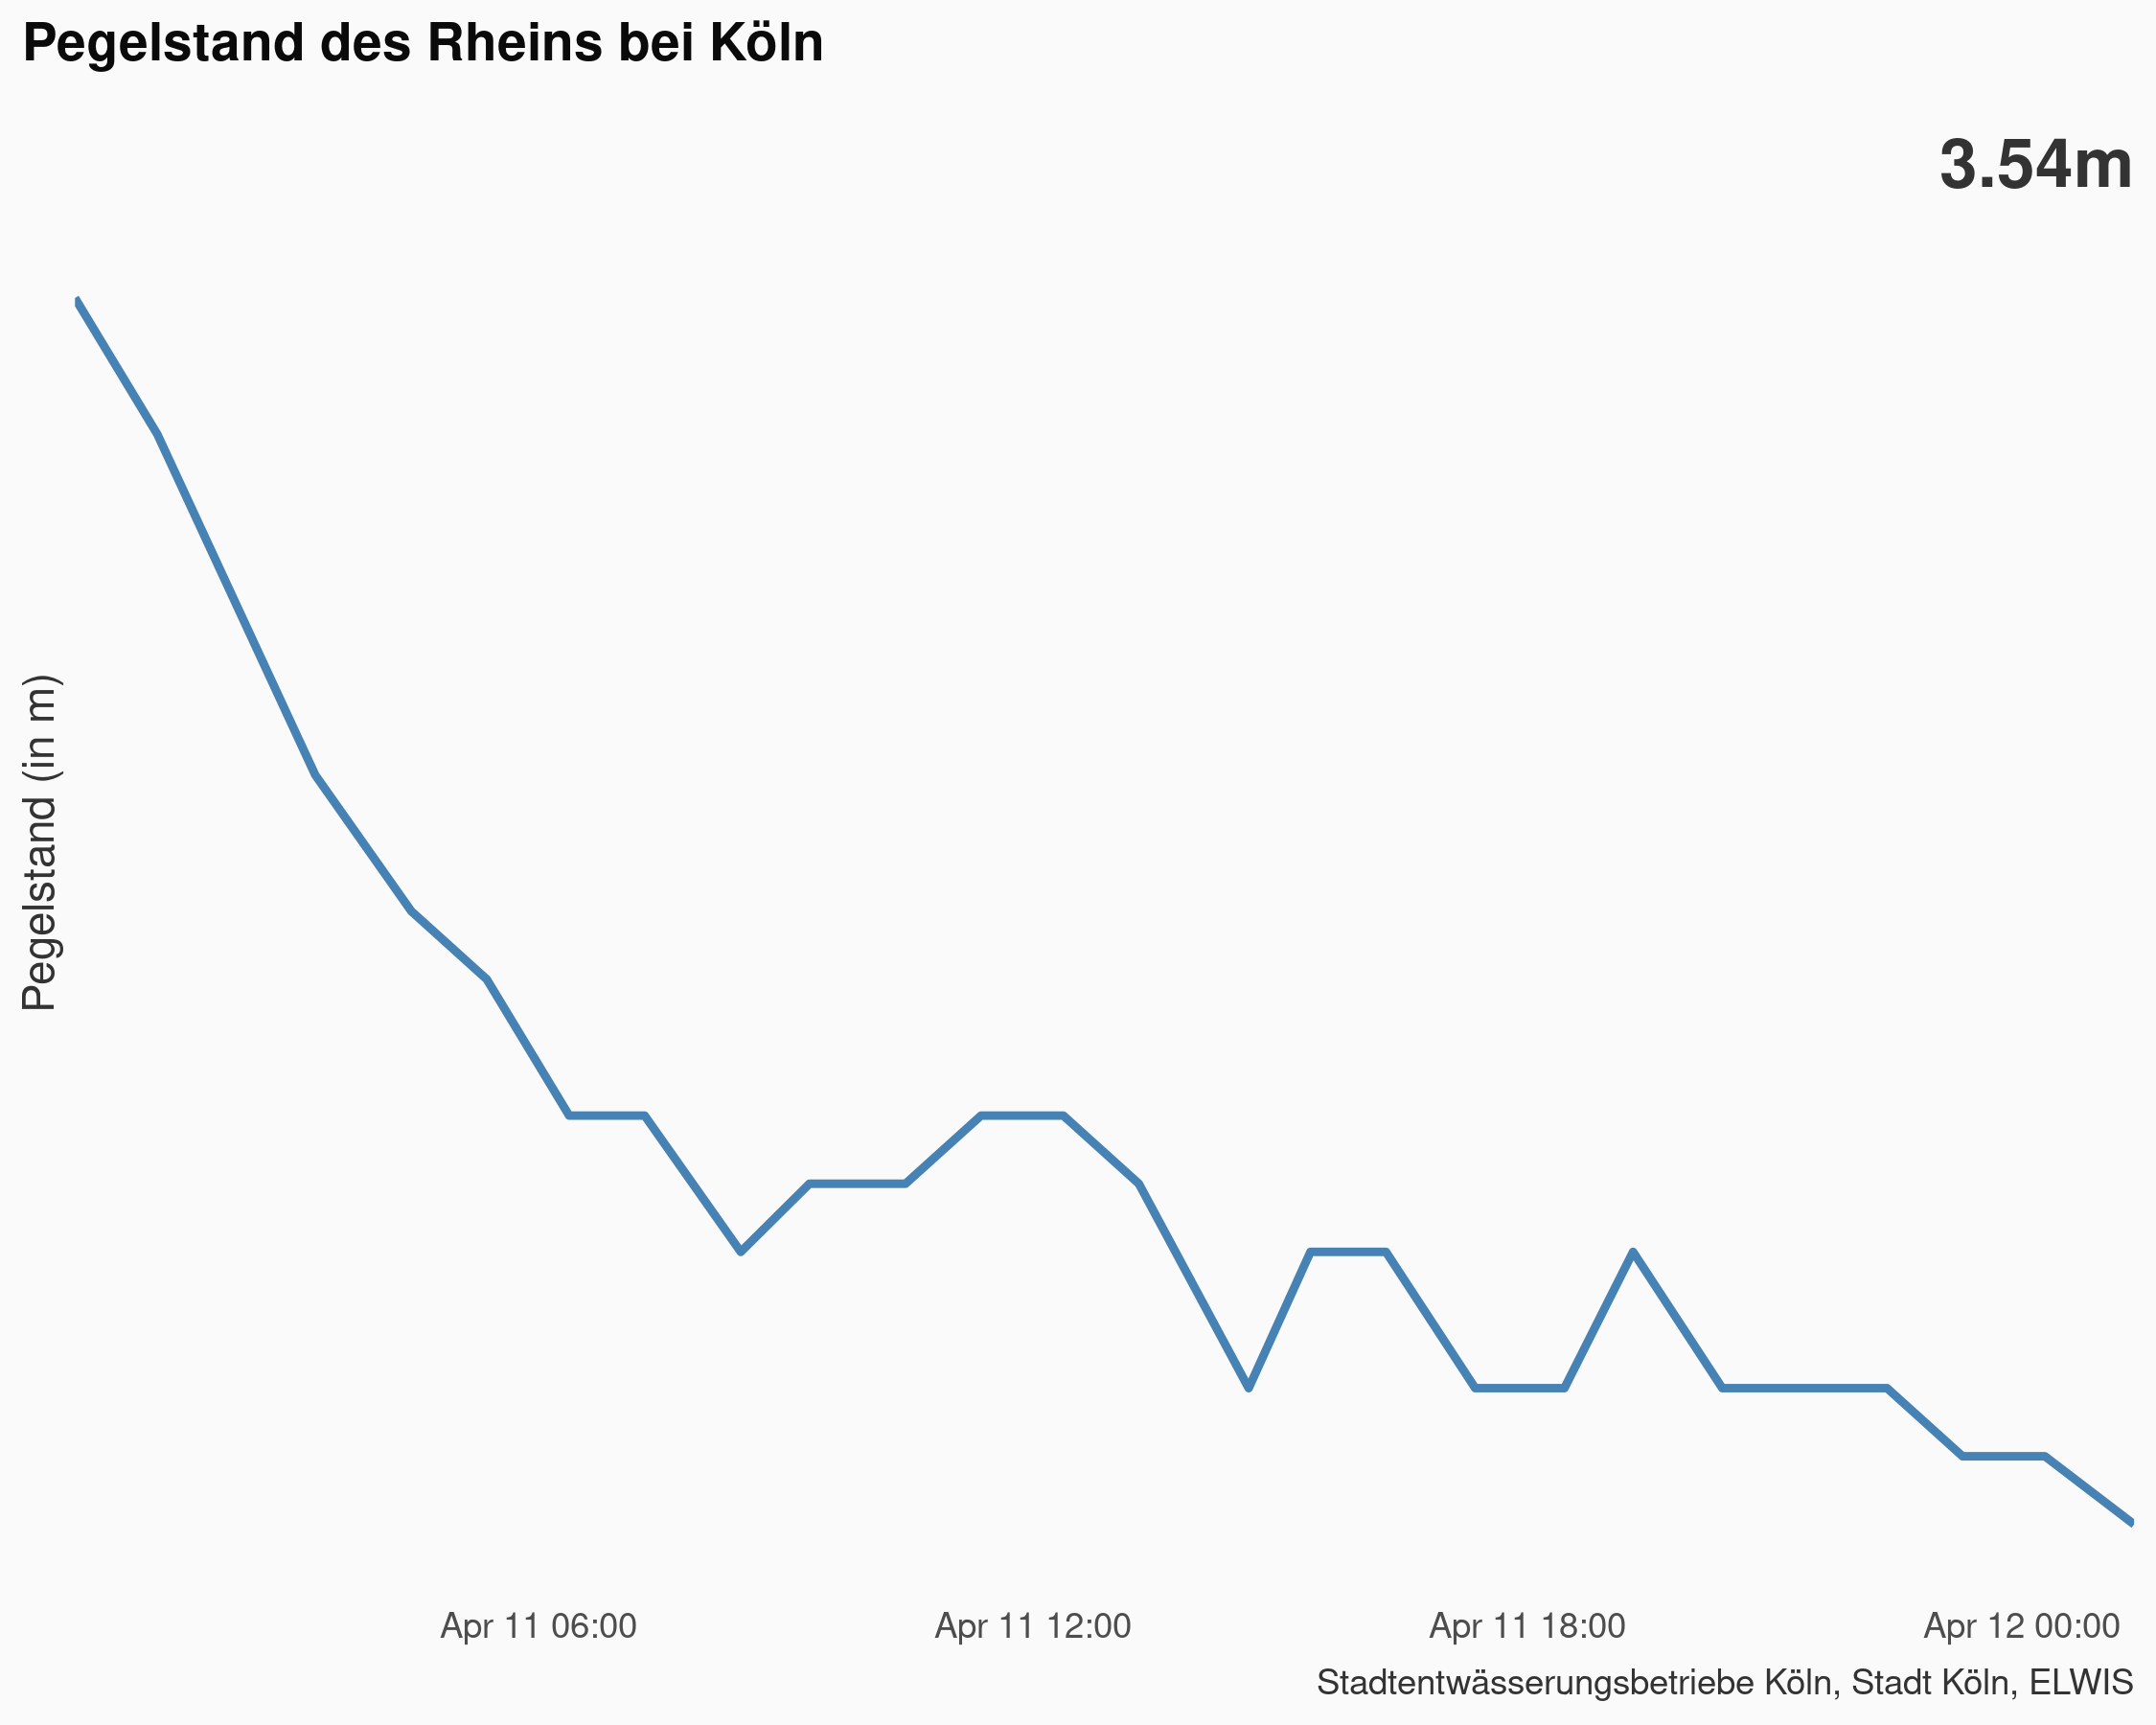 Pegelstand des Rheins bei Köln
3.54m
Pegelstand (in m)
Apr 11 06:00
Apr 11 12:00
Apr 11 18:00
Apr 12 00:00
Stadtentwässerungsbetriebe Köln, Stadt Köln, ELWIS